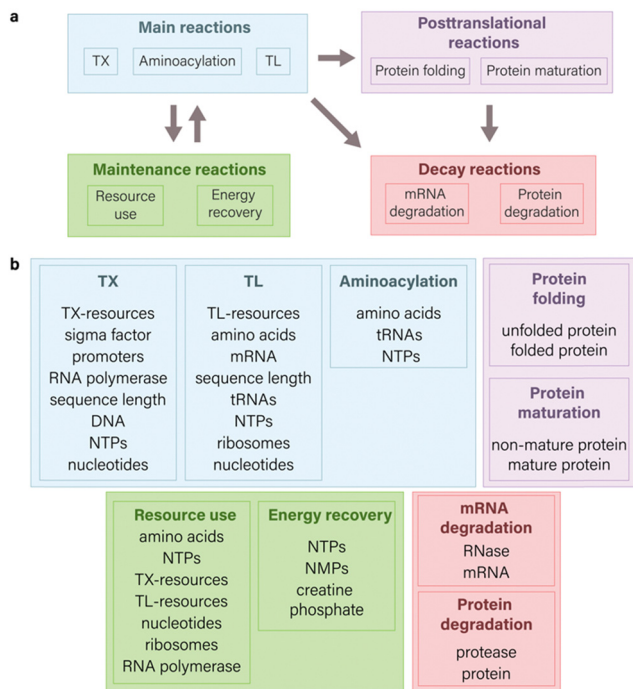 a
Main reactions
TX
Aminoacylation
TL
Posttranslational
reactions
Protein folding
Protein maturation
Maintenance reactions
Resource
use
Energy
recovery
Decay reactions
mRNA
degradation
Protein
degradation
b
TX
TX-resources
sigma factor
promoters
RNA polymerase
sequence length
DNA
NTPs
nucleotides
TL
TL-resources
amino acids
mRNA
sequence length
tRNAs
NTPs
ribosomes
nucleotides
Aminoacylation
amino acids
tRNAs
NTPs
Protein
folding
unfolded protein
folded protein
Protein
maturation
non-mature protein
mature protein
Resource use
amino acids
NTPs
TX-resources
TL-resources
nucleotides
ribosomes
RNA polymerase
Energy recovery
NTPs
NMPs
creatine
phosphate
mRNA
degradation
RNase
mRNA
Protein
degradation
protease
protein